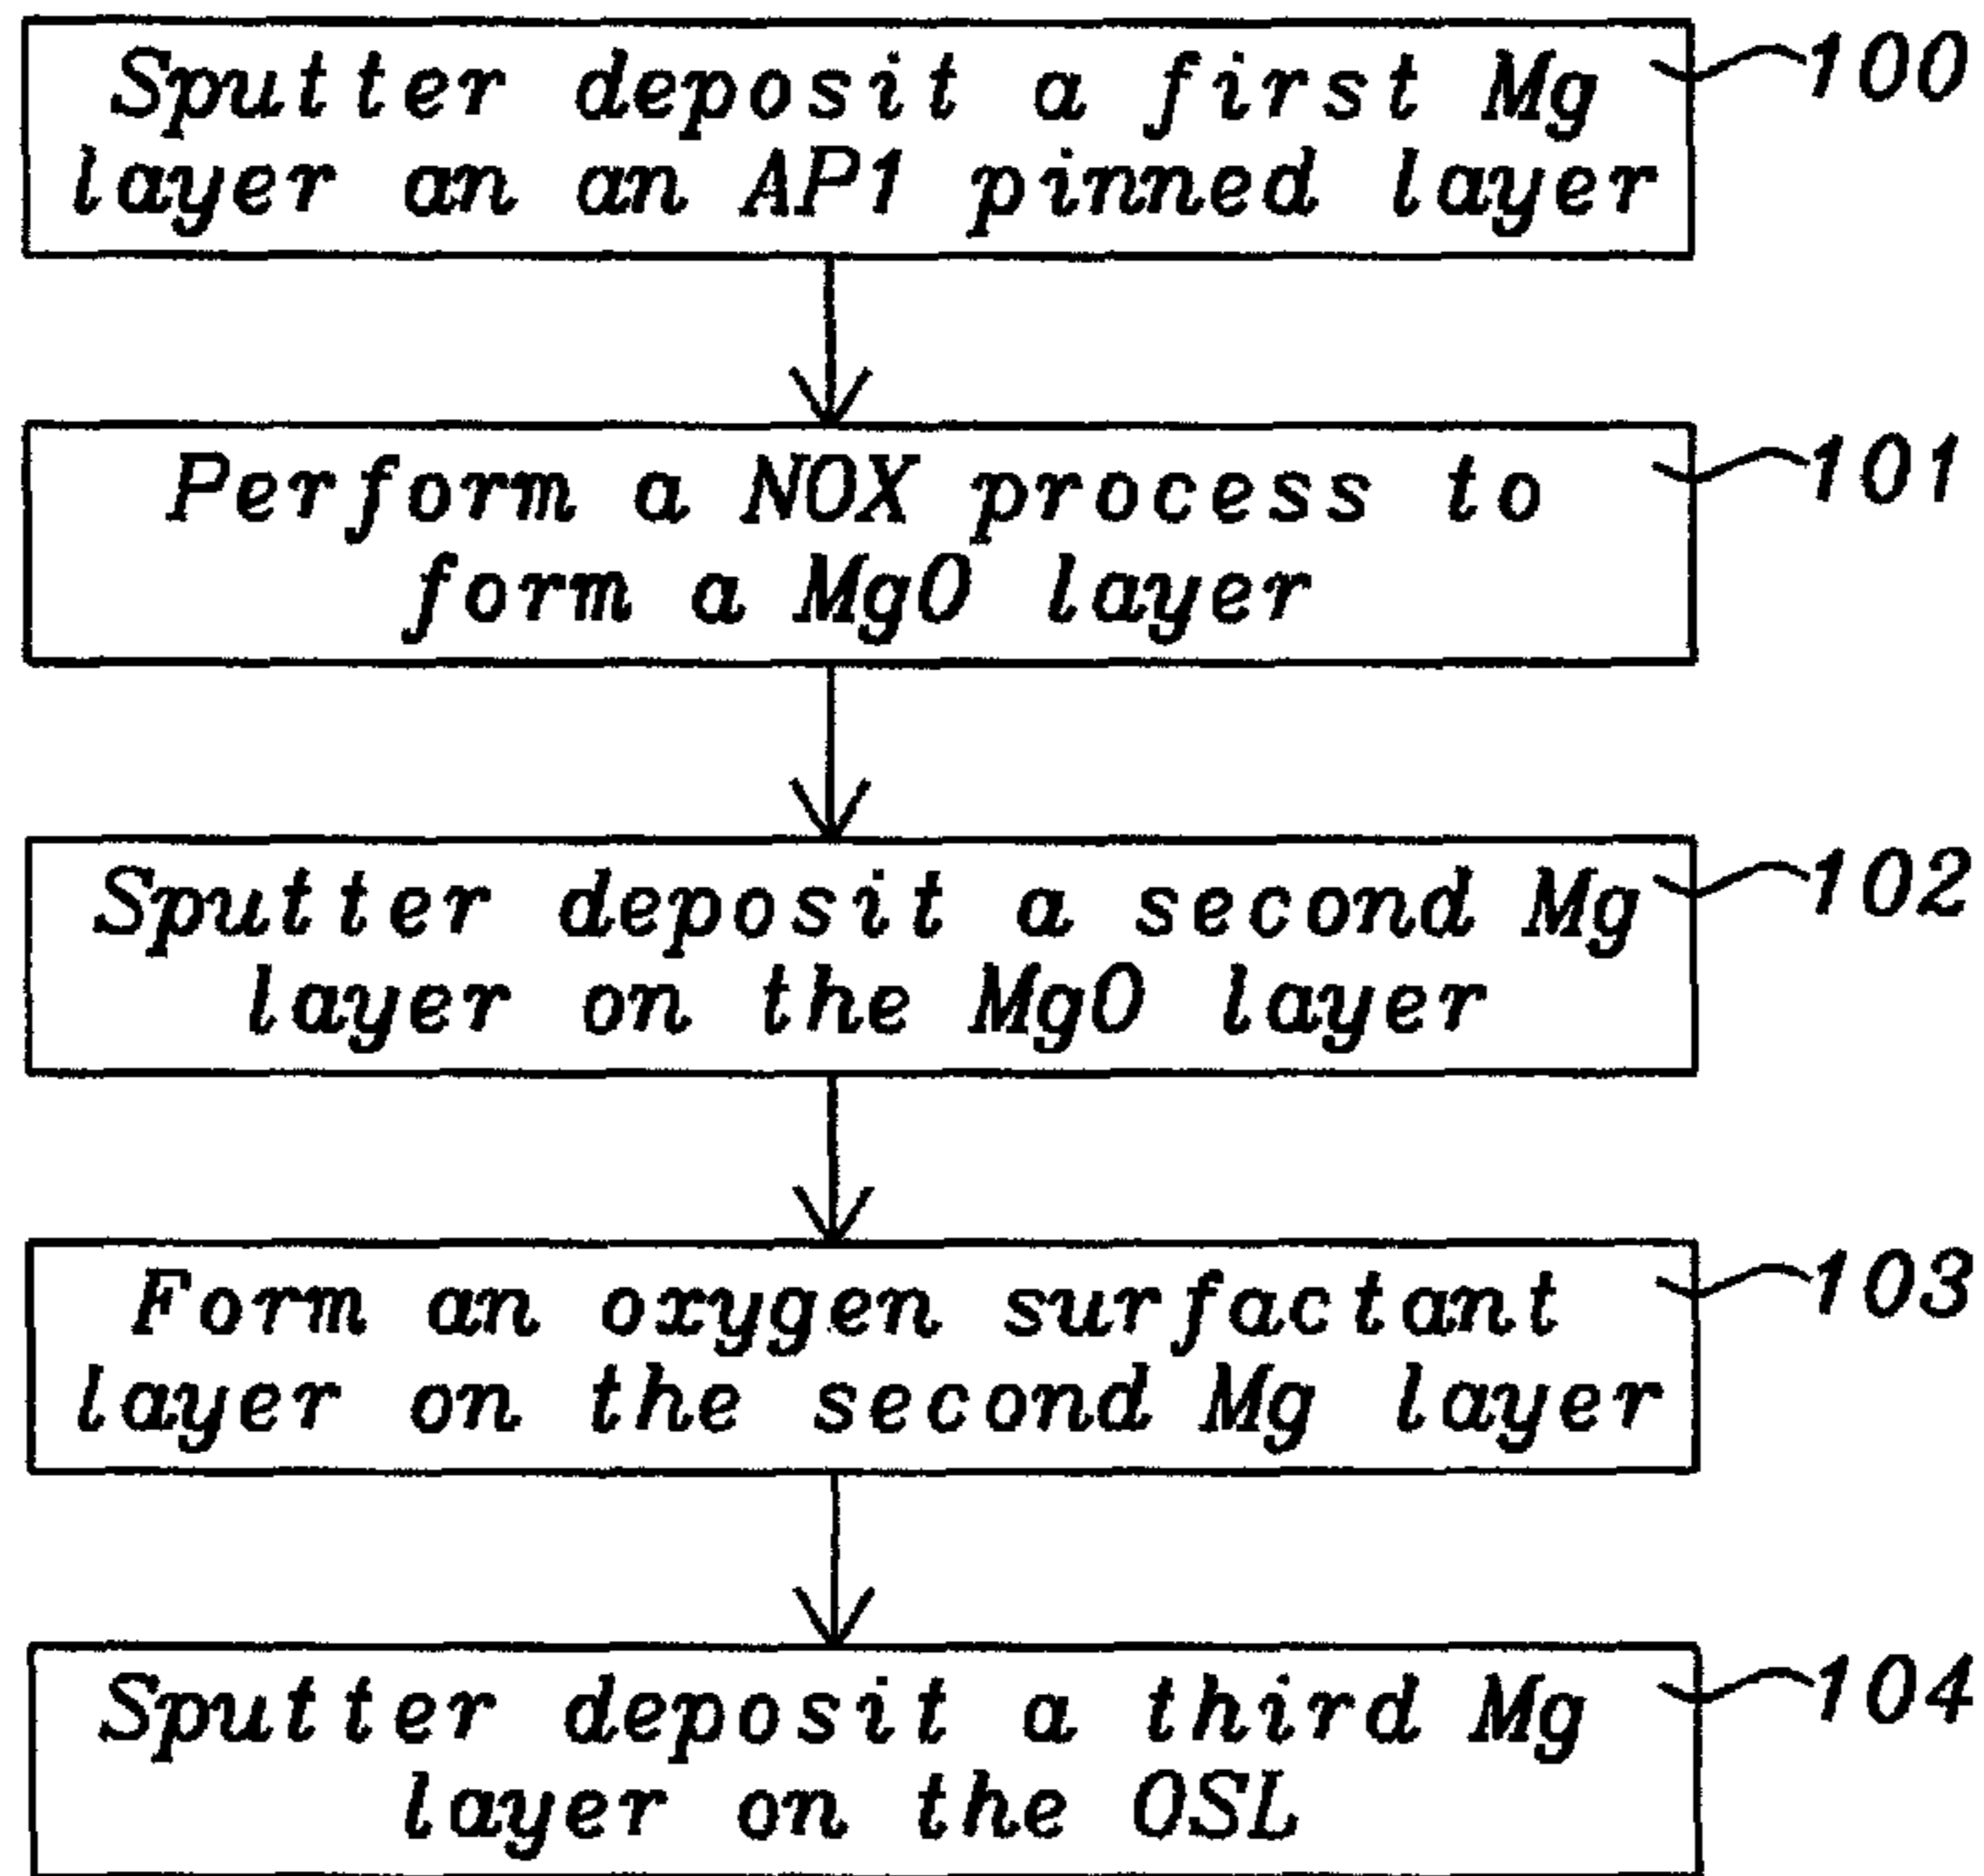 Sputter deposit a first Mg
layer an an AP1 pinned layer
100
Perform a NOX process to
form a MgO layer
101
Sputter deposit a second Mg
layer on the MgO layer
102
Form an oxygen surfactant
layer on the second Mg layer
103
Sputter deposit a third Mg
layer on the OSL
104